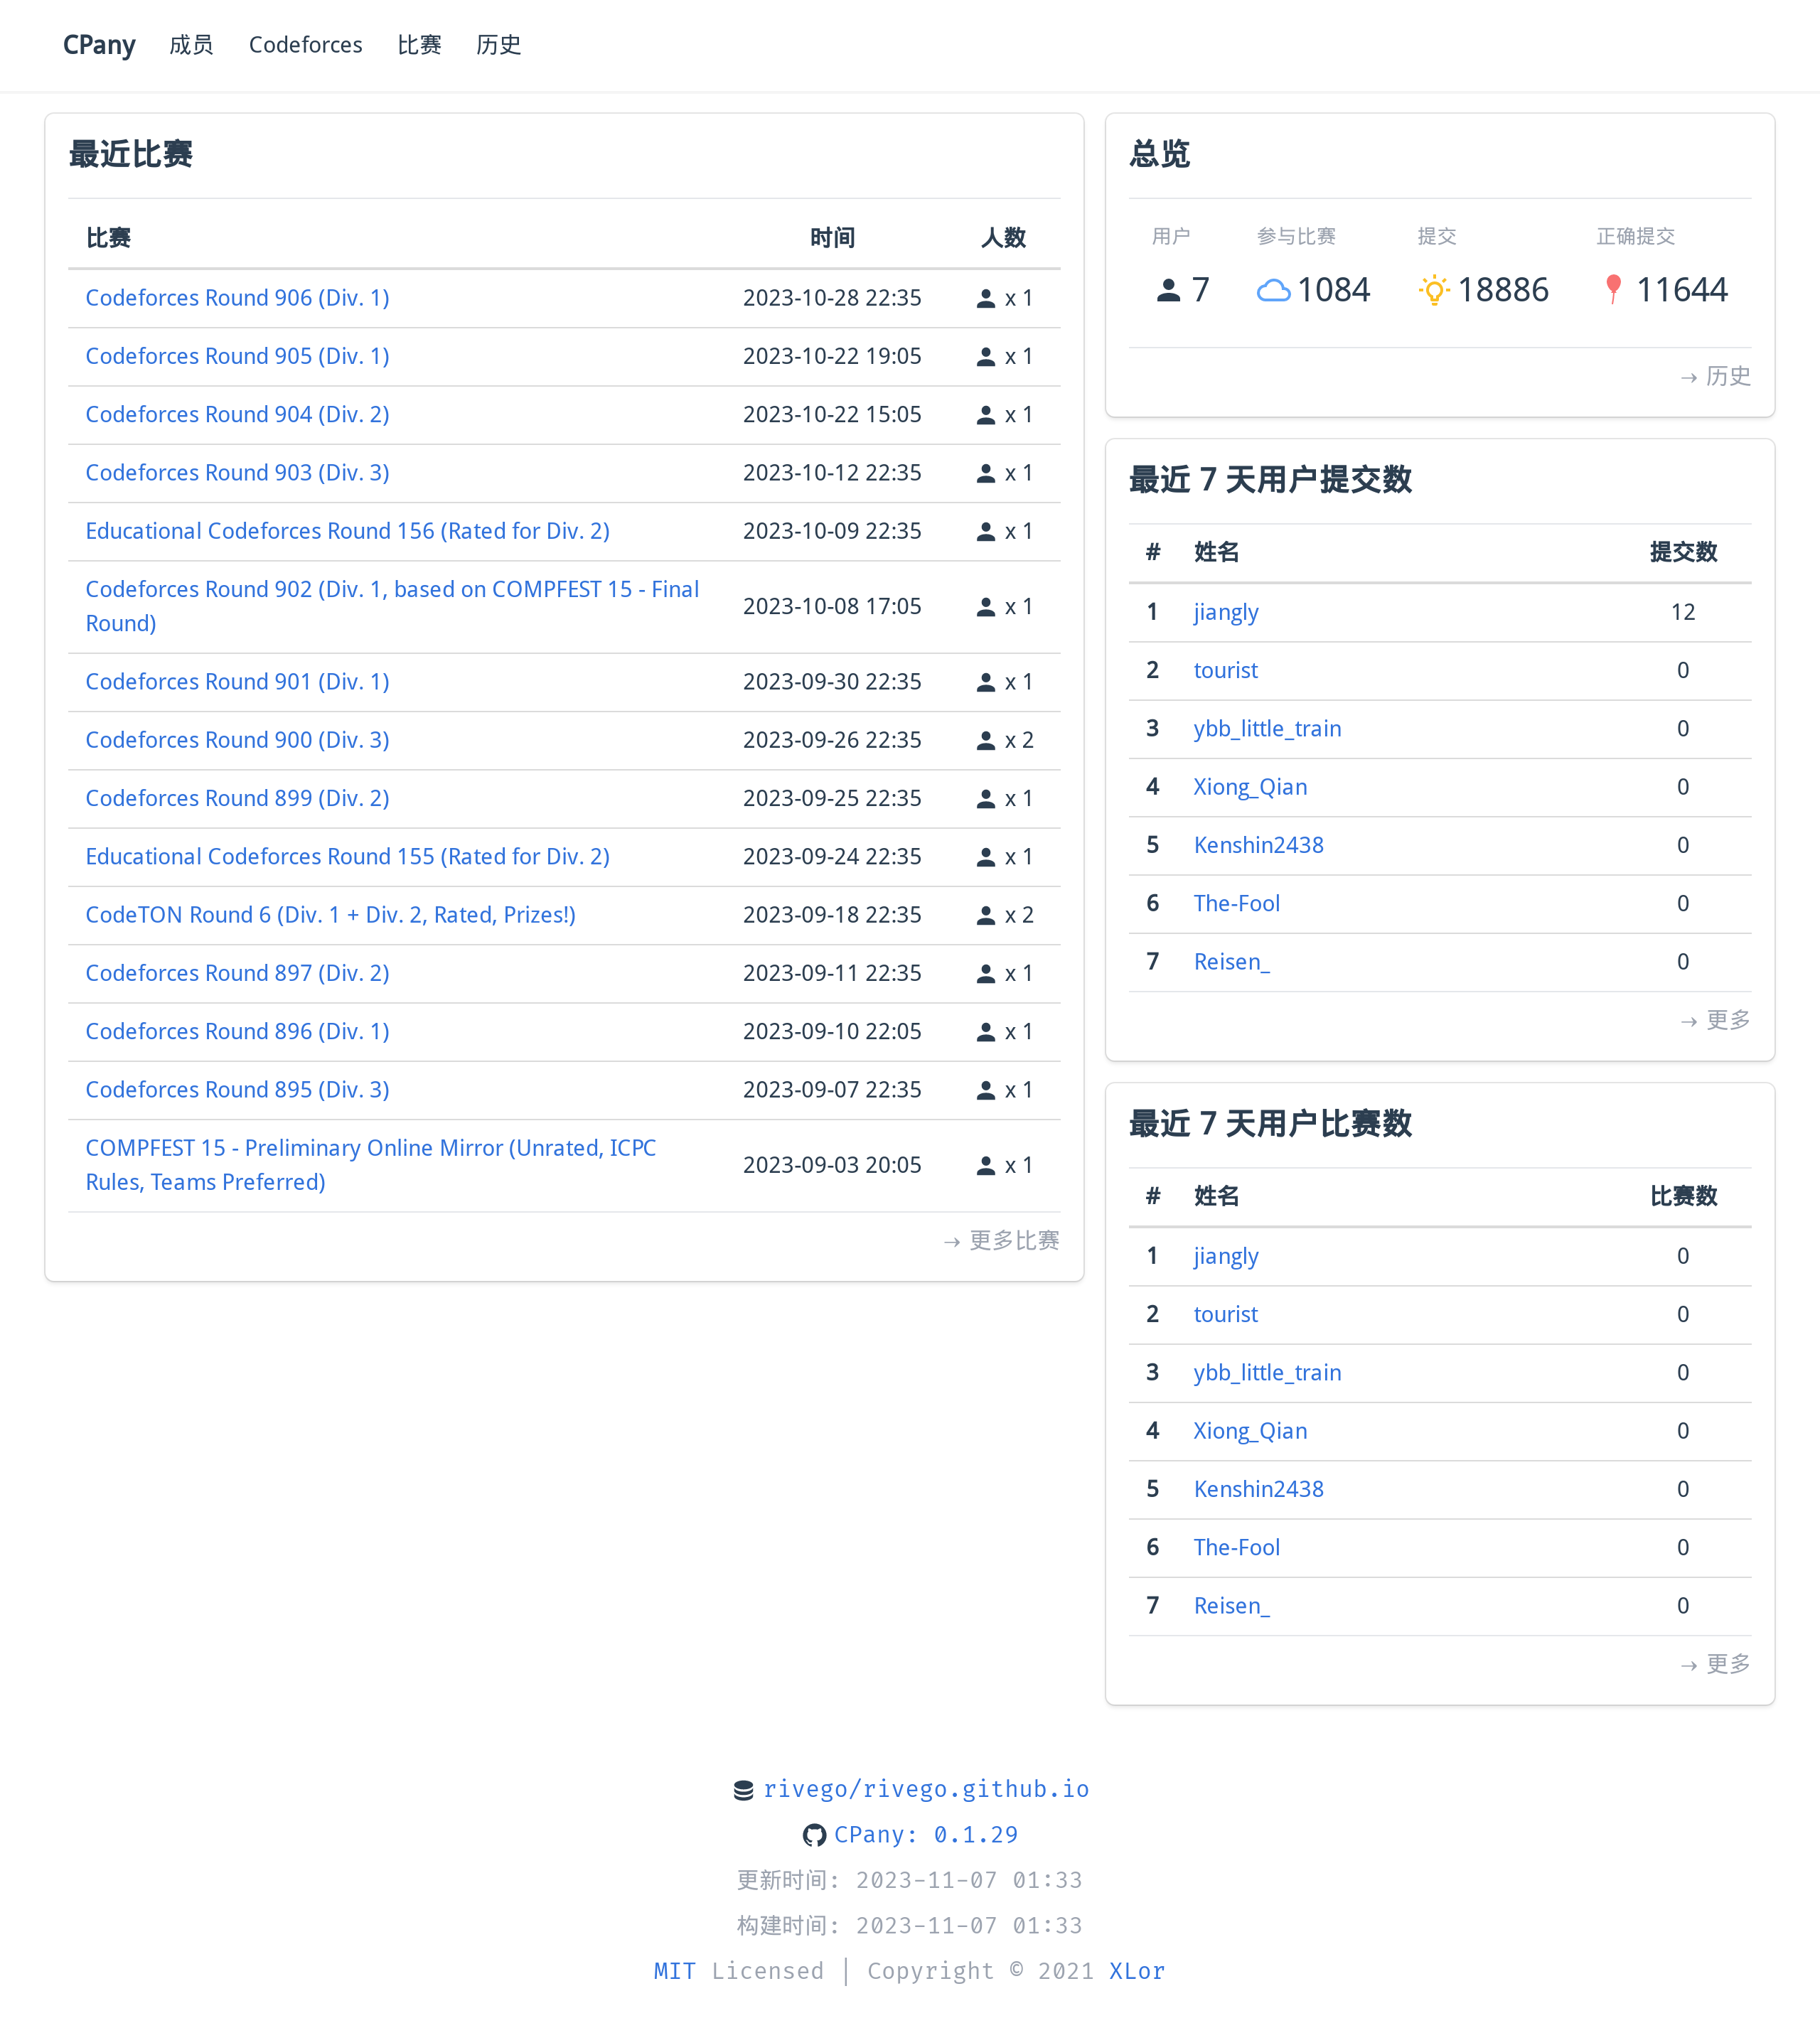 CPany 成员 Codeforces 比赛 历史
最近比赛
比赛 时间 人数
Codeforces Round 906 (Div. 1) 2023-10-28 22:35 x 1
Codeforces Round 905 (Div. 1) 2023-10-22 19:05 x 1
Codeforces Round 904 (Div. 2) 2023-10-22 15:05 x 1
Codeforces Round 903 (Div. 3) 2023-10-12 22:35 x 1
Educational Codeforces Round 156 (Rated for Div. 2) 2023-10-09 22:35 x 1
Codeforces Round 902 (Div. 1, based on COMPFEST 15 - Final
Round) 2023-10-08 17:05 x 1
Codeforces Round 901 (Div. 1) 2023-09-30 22:35 x 1
Codeforces Round 900 (Div. 3) 2023-09-26 22:35 x 2
Codeforces Round 899 (Div. 2) 2023-09-25 22:35 x 1
Educational Codeforces Round 155 (Rated for Div. 2) 2023-09-24 22:35 x 1
CodeTON Round 6 (Div. 1 + Div. 2, Rated, Prizes!) 2023-09-18 22:35 x 2
Codeforces Round 897 (Div. 2) 2023-09-11 22:35 x 1
Codeforces Round 896 (Div. 1) 2023-09-10 22:05 x 1
Codeforces Round 895 (Div. 3) 2023-09-07 22:35 x 1
COMPFEST 15 - Preliminary Online Mirror (Unrated, ICPC
Rules, Teams Preferred) 2023-09-03 20:05 x 1
→ 更多比赛
总览
用户 参与比赛 提交 正确提交
7 1084 18886 11644
→ 历史
最近 7 天用户提交数
# 姓名 提交数
1 jiangly 12
2 tourist 0
3 ybb_little_train 0
4 Xiong_Qian 0
5 Kenshin2438 0
6 The-Fool 0
7 Reisen_ 0
→ 更多
最近 7 天用户比赛数
# 姓名 比赛数
1 jiangly 0
2 tourist 0
3 ybb_little_train 0
4 Xiong_Qian 0
5 Kenshin2438 0
6 The-Fool 0
7 Reisen_ 0
→ 更多
rivego/rivego.github.io
CPany: 0.1.29
更新时间: 2023-11-07 01:33
构建时间: 2023-11-07 01:33
MIT Licensed | Copyright © 2021 XLor